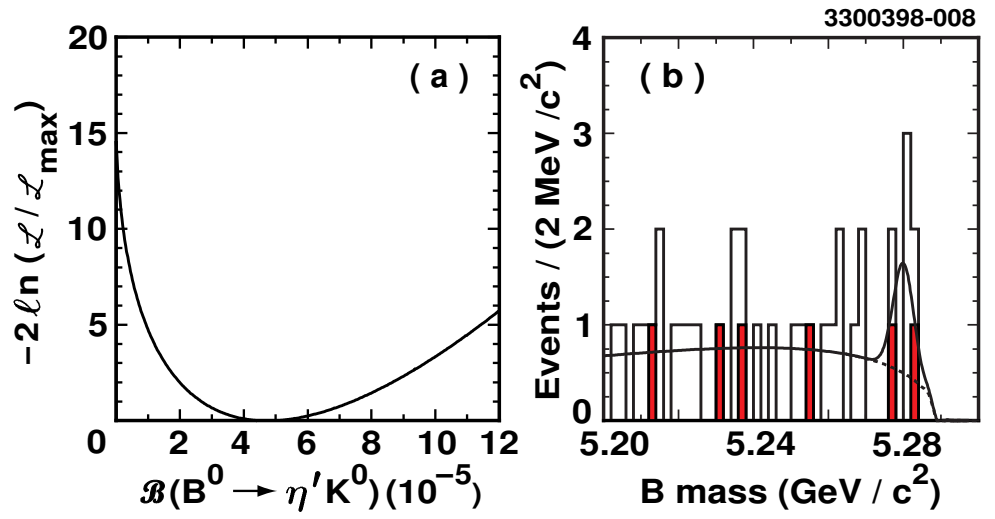 3300398-008
20
15
10
5
0
2 4 6 8 10 12
−2 ℓn (ℒ / ℒmax)
(a)
ℬ(B⁰ → η′K⁰)(10⁻⁵)
4
3
2
1
0
5.20 5.24 5.28
Events / (2 MeV /c²)
(b)
B mass (GeV / c²)